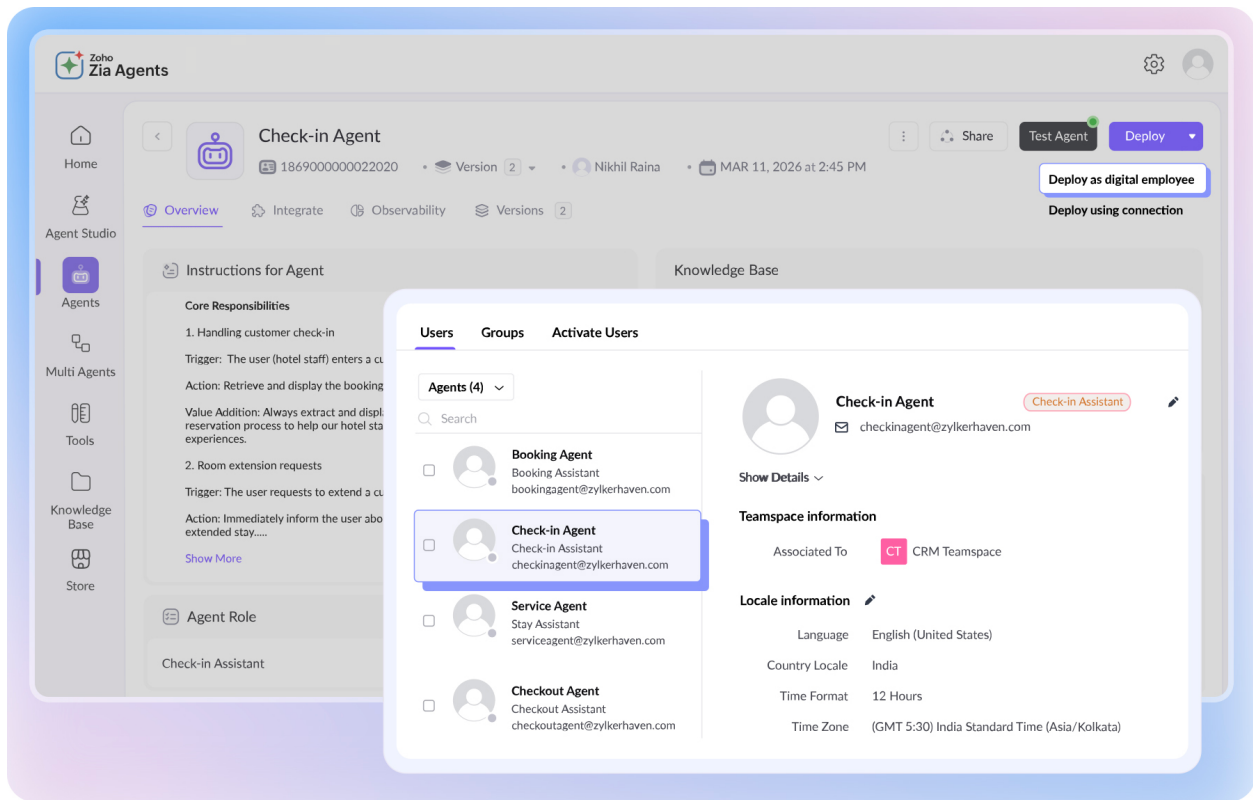 Zoho
Zia Agents
Home
Agent Studio
Agents
Multi Agents
Tools
Knowledge
Base
Store
Check-in Agent
1869000000022020 • Version 2 • Nikhil Raina • MAR 11, 2026 at 2:45 PM
Share
Test Agent
Deploy
Deploy as digital employee
Deploy using connection
Overview
Integrate
Observability
Versions 2
Instructions for Agent
Core Responsibilities
1. Handling customer check-in
Trigger: The user (hotel staff) enters a cu
Action: Retrieve and display the booking
Value Addition: Always extract and displ
reservation process to help our hotel sta
experiences.
2. Room extension requests
Trigger: The user requests to extend a cu
Action: Immediately inform the user abo
extended stay.....
Show More
Agent Role
Check-in Assistant
Knowledge Base
Users
Groups
Activate Users
Agents (4)
Search
Booking Agent
Booking Assistant
bookingagent@zylkerhaven.com
Check-in Agent
Check-in Assistant
checkinagent@zylkerhaven.com
Service Agent
Stay Assistant
serviceagent@zylkerhaven.com
Checkout Agent
Checkout Assistant
checkoutagent@zylkerhaven.com
Check-in Agent
Check-in Assistant
checkinagent@zylkerhaven.com
Show Details
Teamspace information
Associated To CT CRM Teamspace
Locale information
Language English (United States)
Country Locale India
Time Format 12 Hours
Time Zone (GMT 5:30) India Standard Time (Asia/Kolkata)